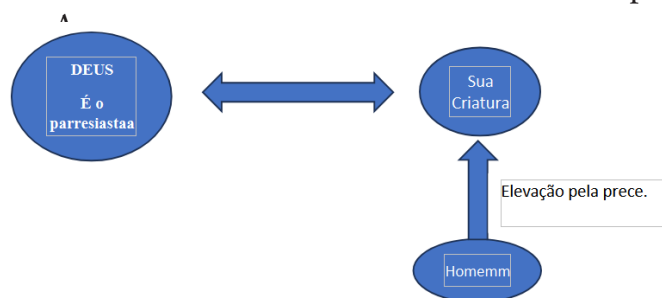 DEUS
É o
parresiastaa
Sua
Criatura
Elevação pela prece.
Homemm